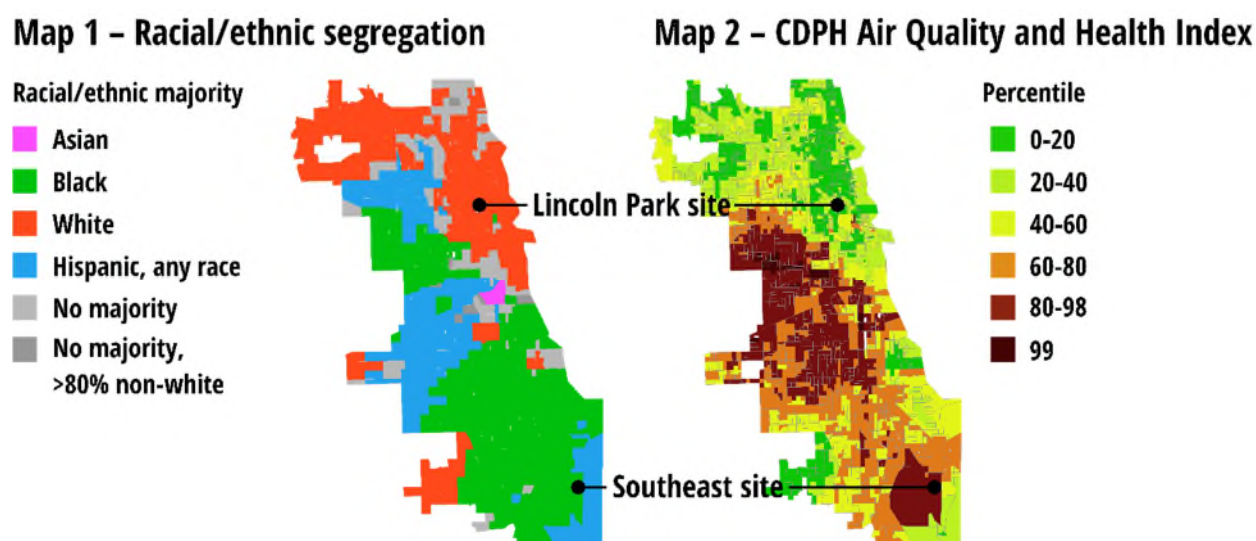 Map 1 – Racial/ethnic segregation
Racial/ethnic majority
Asian
Black
White
Hispanic, any race
No majority
No majority,
>80% non-white
Map 2 – CDPH Air Quality and Health Index
Percentile
0-20
20-40
40-60
60-80
80-98
99
Lincoln Park site
Southeast site